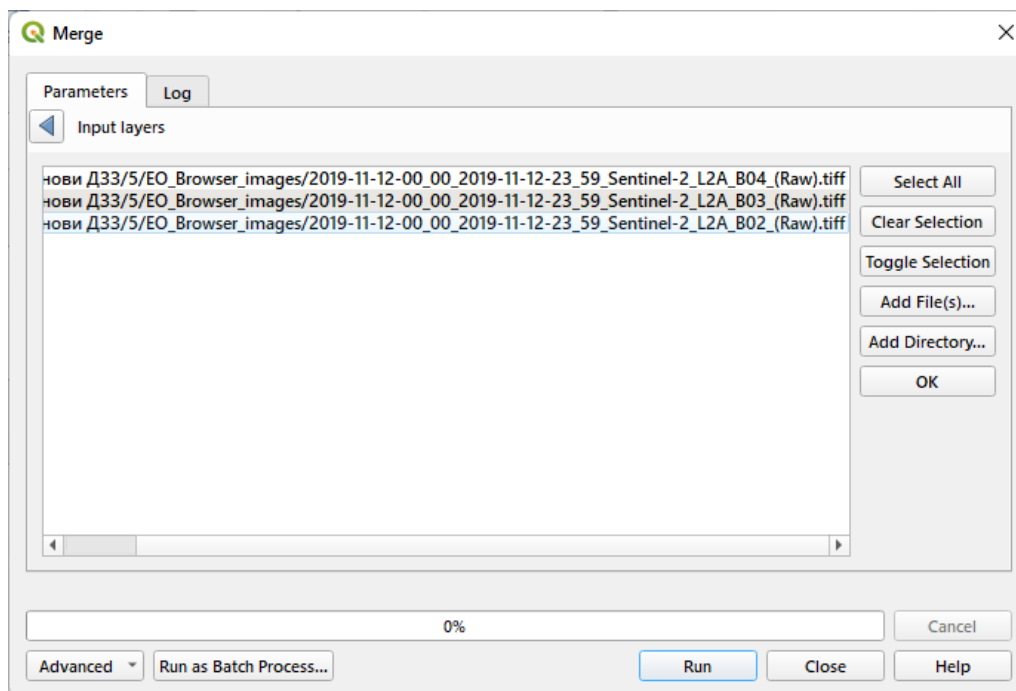 Merge
Parameters
Log
Input layers
нови ДЗЗ/5/EO_Browser_images/2019-11-12-00_00_2019-11-12-23_59_Sentinel-2_L2A_B04_(Raw).tiff
нови ДЗЗ/5/EO_Browser_images/2019-11-12-00_00_2019-11-12-23_59_Sentinel-2_L2A_B03_(Raw).tiff
нови ДЗЗ/5/EO_Browser_images/2019-11-12-00_00_2019-11-12-23_59_Sentinel-2_L2A_B02_(Raw).tiff
Select All
Clear Selection
Toggle Selection
Add File(s)...
Add Directory...
OK
0%
Cancel
Advanced
Run as Batch Process...
Run
Close
Help